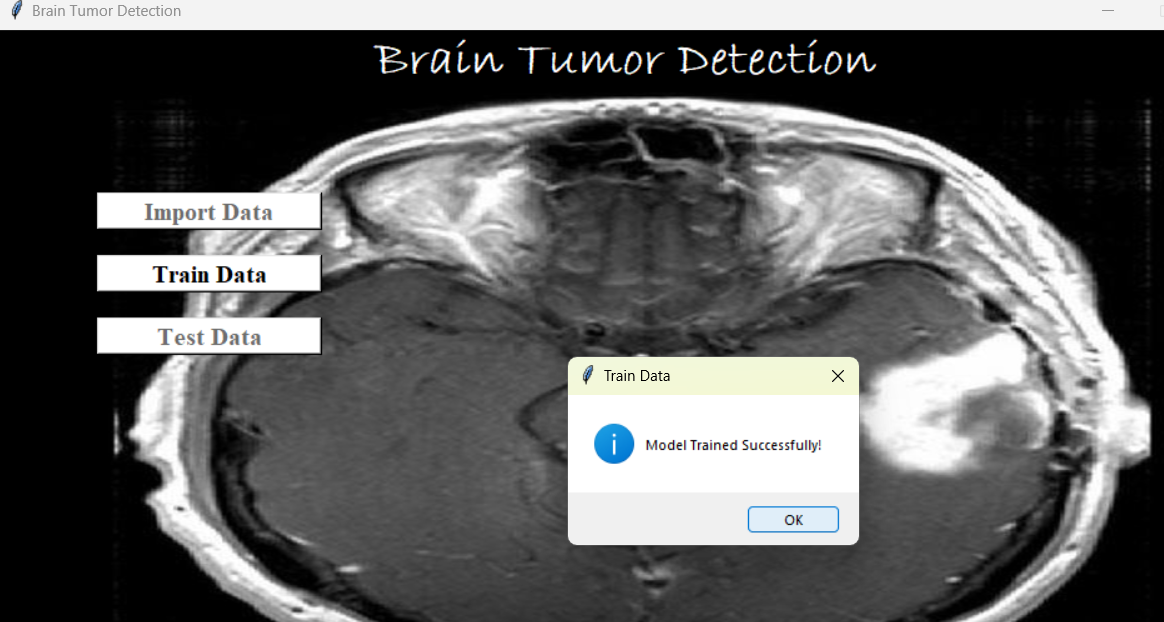 Brain Tumor Detection
Brain Tumor Detection
Import Data
Train Data
Test Data
Train Data
Model Trained Successfully!
OK